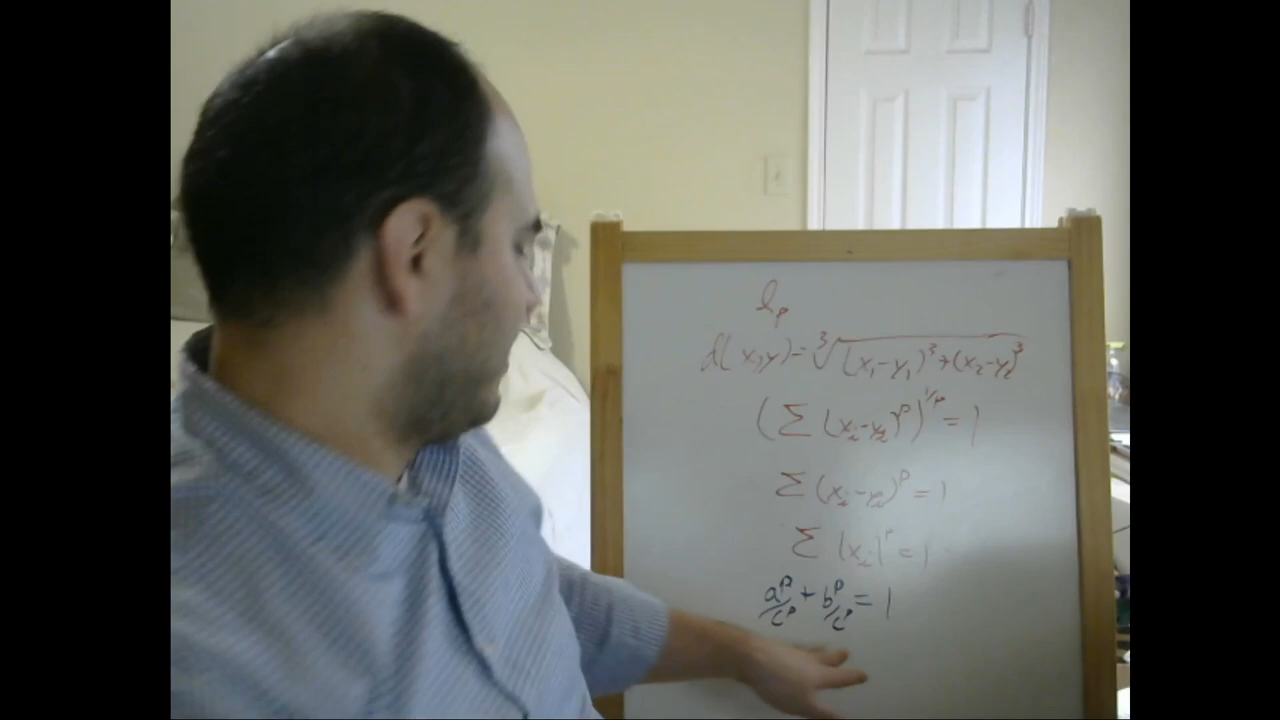 lₚ
d(x,y)=∛((x₁-y₁)³+(x₂-y₂)³)
(Σ(xᵢ-yᵢ)ᵖ)^1/p=1
Σ(xᵢ-yᵢ)ᵖ=1
Σ(xᵢ)ᵖ=1
aᵖ/cᵖ+bᵖ/cᵖ=1